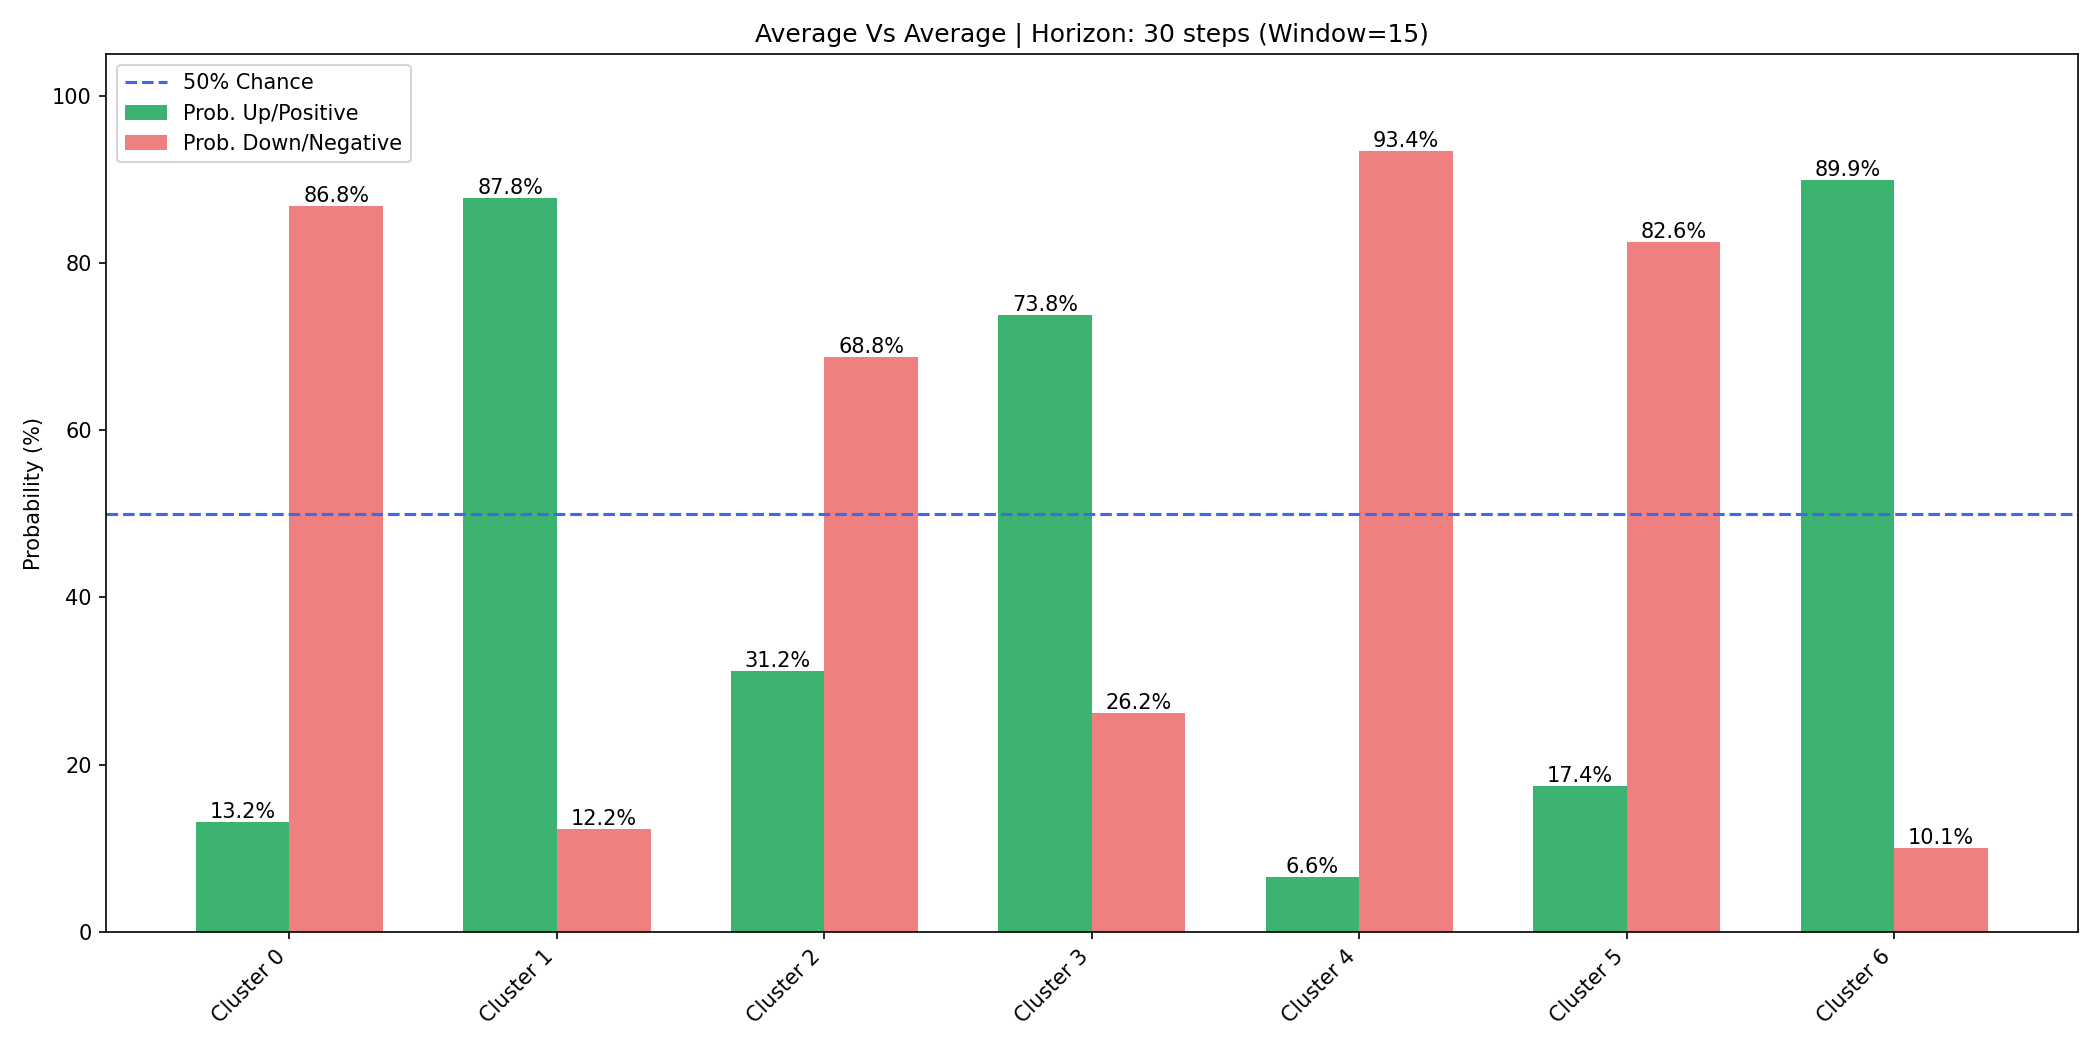 Average Vs Average | Horizon: 30 steps (Window=15)
50% Chance
Prob. Up/Positive
Prob. Down/Negative
Probability (%)
100
80
60
40
20
0
13.2%
86.8%
87.8%
12.2%
31.2%
68.8%
73.8%
26.2%
6.6%
93.4%
17.4%
82.6%
89.9%
10.1%
Cluster 0
Cluster 1
Cluster 2
Cluster 3
Cluster 4
Cluster 5
Cluster 6